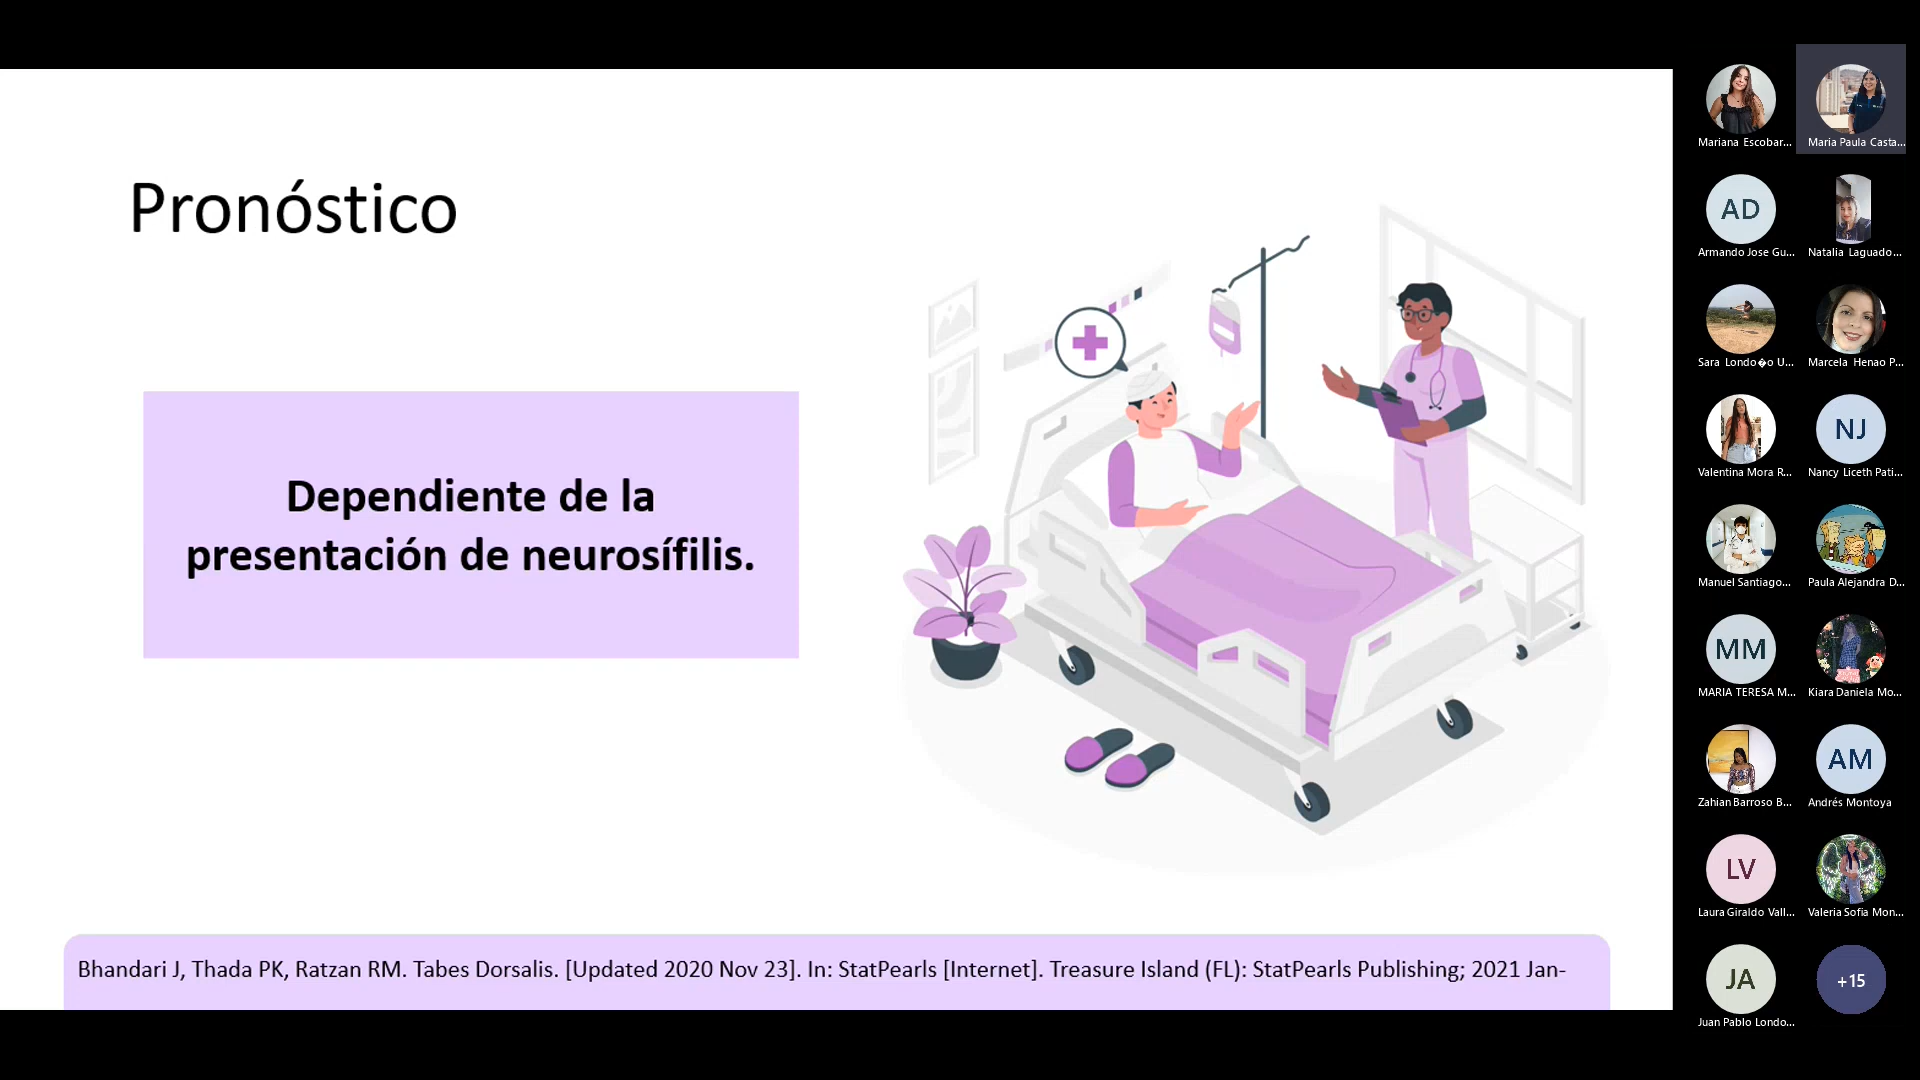 Pronóstico
Dependiente de la
presentación de neurosífilis.
Bhandari J, Thada PK, Ratzan RM. Tabes Dorsalis. [Updated 2020 Nov 23]. In: StatPearls [Internet]. Treasure Island (FL): StatPearls Publishing; 2021 Jan-
Mariana Escobar...
Maria Paula Casta...
AD
Armando Jose Gu...
Natalia Laguado...
Sara Londo�o U...
Marcela Henao P...
Valentina Mora R...
NJ
Nancy Liceth Pati...
Manuel Santiago...
Paula Alejandra D...
MM
MARIA TERESA M...
Kiara Daniela Mo...
Zahian Barroso B...
AM
Andrés Montoya
LV
Laura Giraldo Vall...
Valeria Sofia Mon...
JA
Juan Pablo Londo...
+15